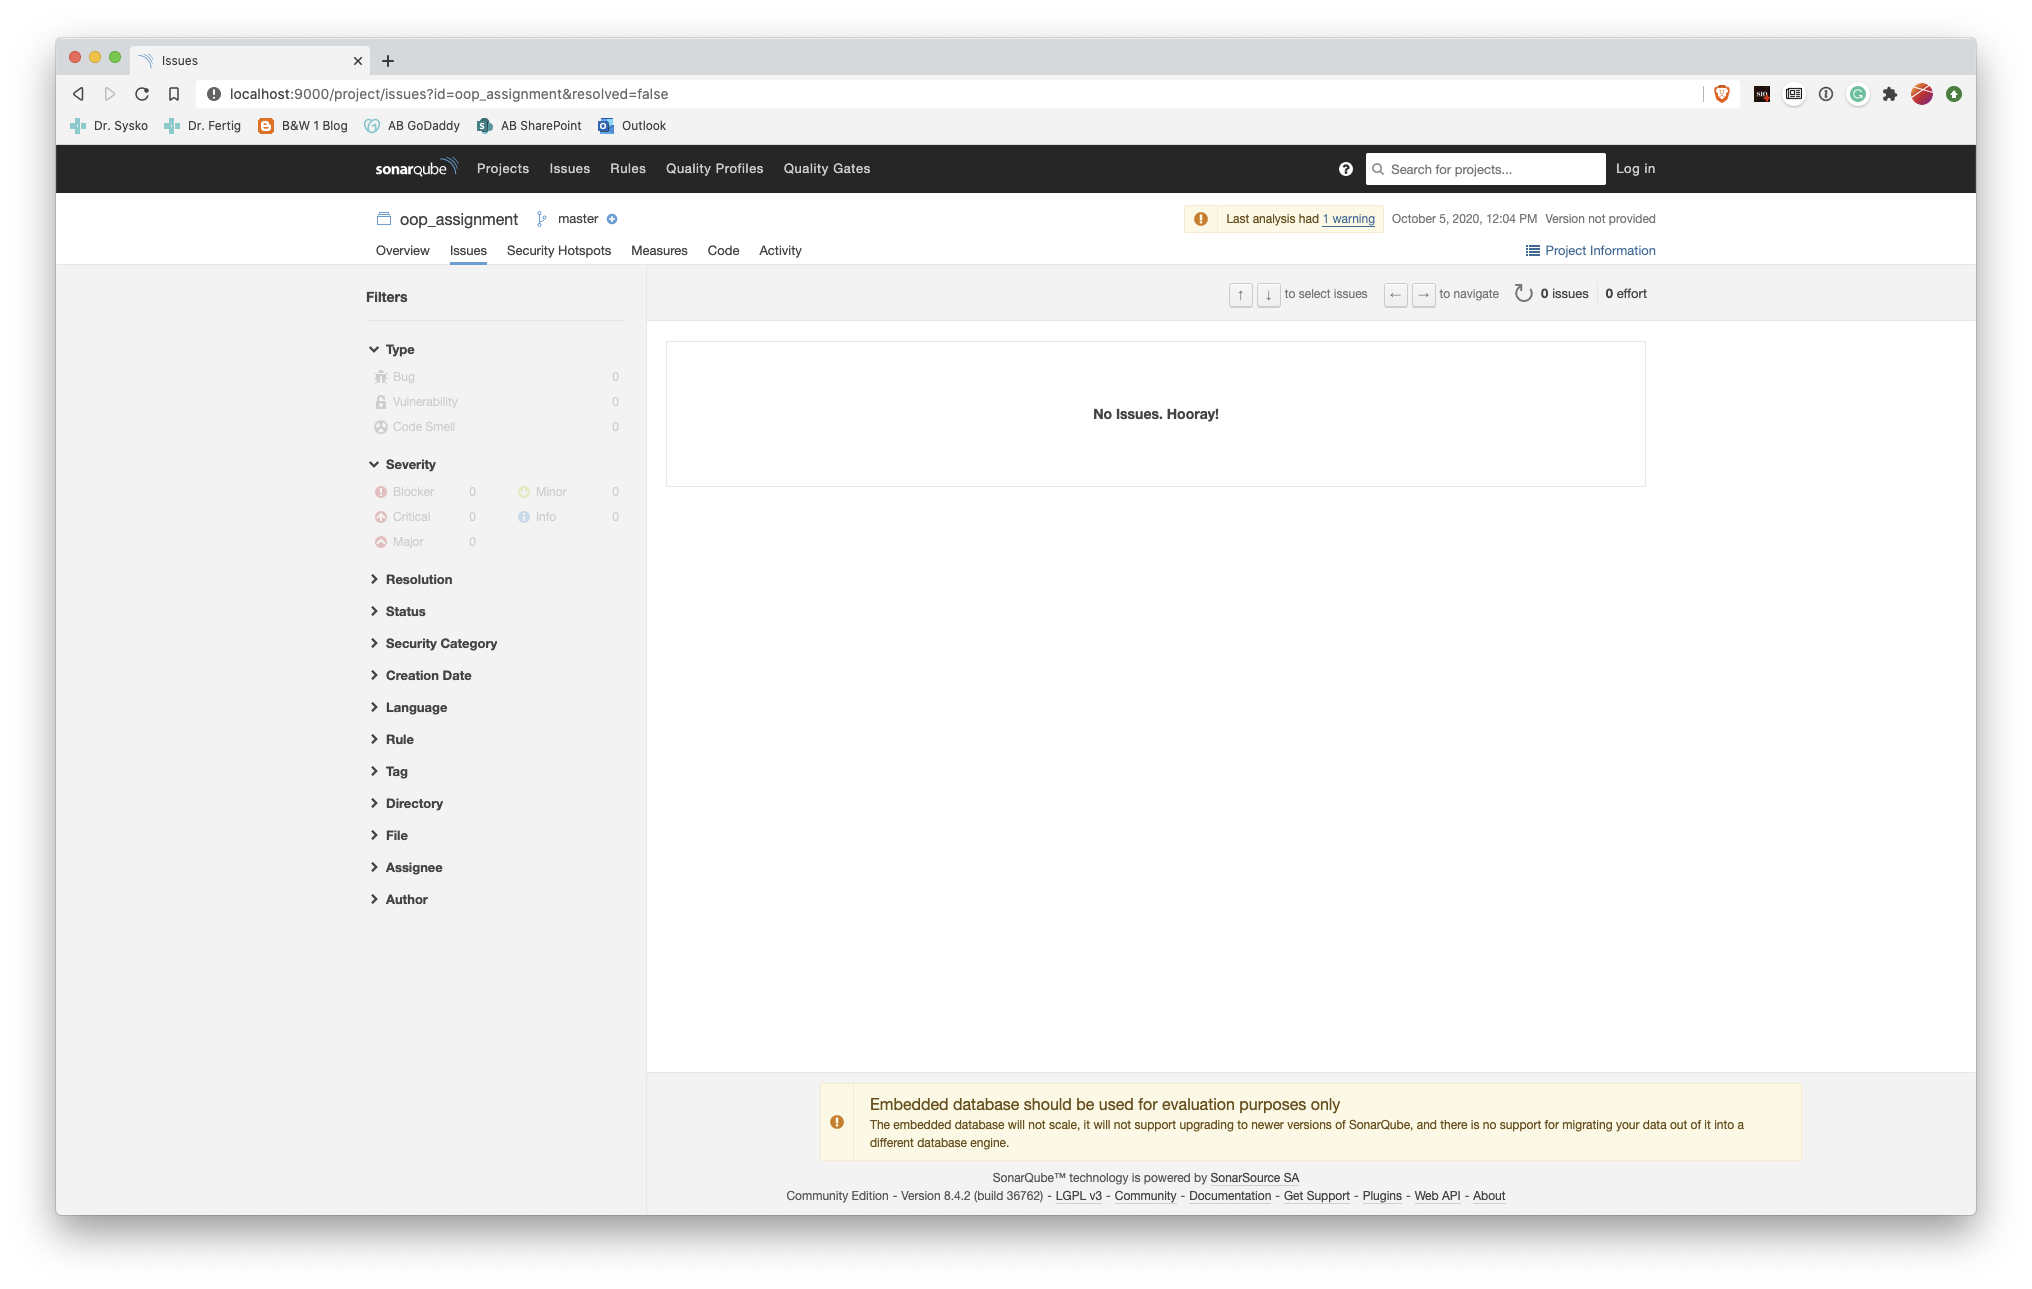 Issues
localhost:9000/project/issues?id=oop_assignment&resolved=false
Dr. Sysko Dr. Fertig B&W 1 Blog AB GoDaddy AB SharePoint Outlook
sonarqube Projects Issues Rules Quality Profiles Quality Gates Search for projects... Log in
oop_assignment master Last analysis had 1 warning October 5, 2020, 12:04 PM Version not provided
Overview Issues Security Hotspots Measures Code Activity Project Information
Filters
↑ ↓ to select issues ← → to navigate 0 issues 0 effort
Type
Bug 0
Vulnerability 0
Code Smell 0
Severity
Blocker 0 Minor 0
Critical 0 Info 0
Major 0
Resolution
Status
Security Category
Creation Date
Language
Rule
Tag
Directory
File
Assignee
Author
No Issues. Hooray!
Embedded database should be used for evaluation purposes only
The embedded database will not scale, it will not support upgrading to newer versions of SonarQube, and there is no support for migrating your data out of it into a
different database engine.
SonarQube™ technology is powered by SonarSource SA
Community Edition - Version 8.4.2 (build 36762) - LGPL v3 - Community - Documentation - Get Support - Plugins - Web API - About